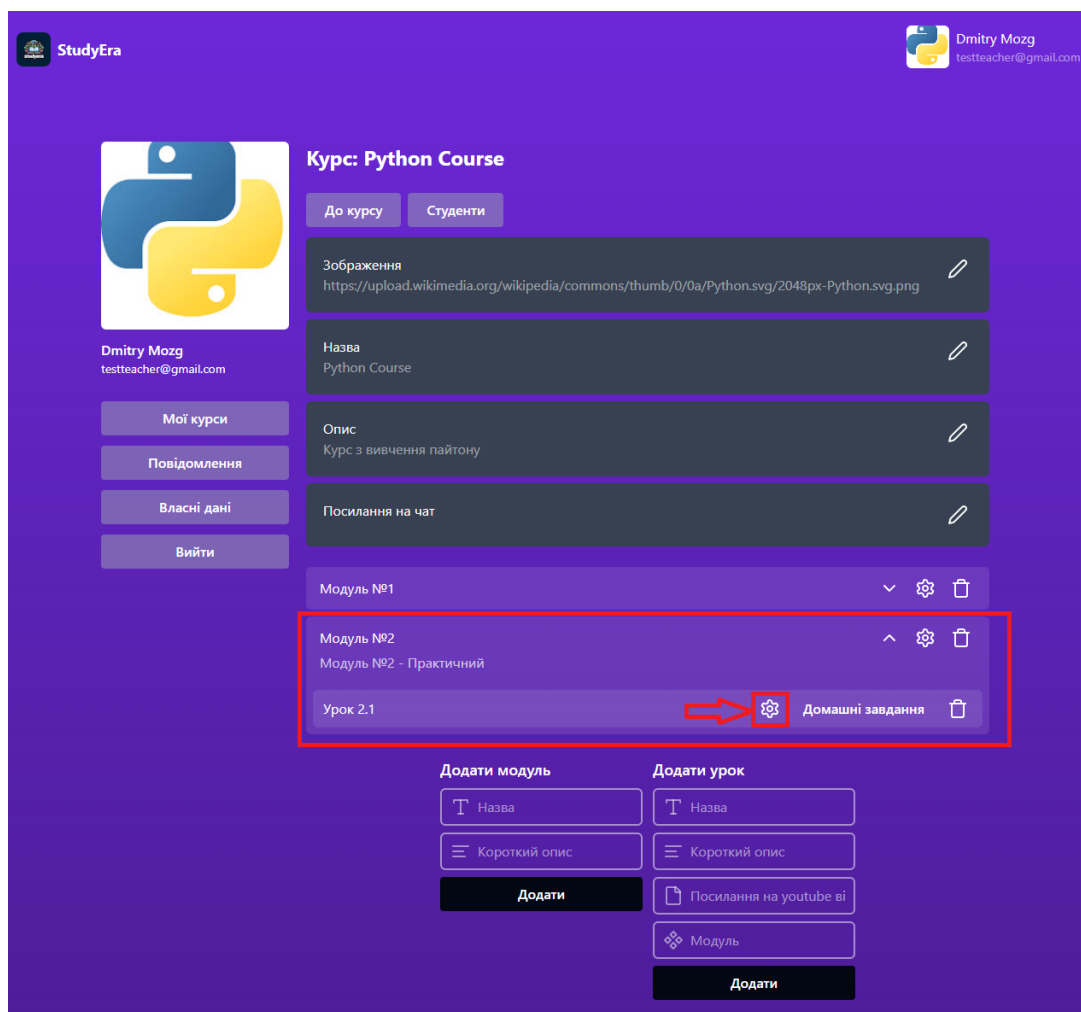 StudyEra
Dmitry Mozg
testteacher@gmail.com
Dmitry Mozg
testteacher@gmail.com
Мої курси
Повідомлення
Власні дані
Вийти
Курс: Python Course
До курсу
Студенти
Зображення
https://upload.wikimedia.org/wikipedia/commons/thumb/0/0a/Python.svg/2048px-Python.svg.png
Назва
Python Course
Опис
Курс з вивчення пайтону
Посилання на чат
Модуль №1
Модуль №2
Модуль №2 - Практичний
Урок 2.1
Домашні завдання
Додати модуль
Назва
Короткий опис
Додати
Додати урок
Назва
Короткий опис
Посилання на youtube ві
Модуль
Додати